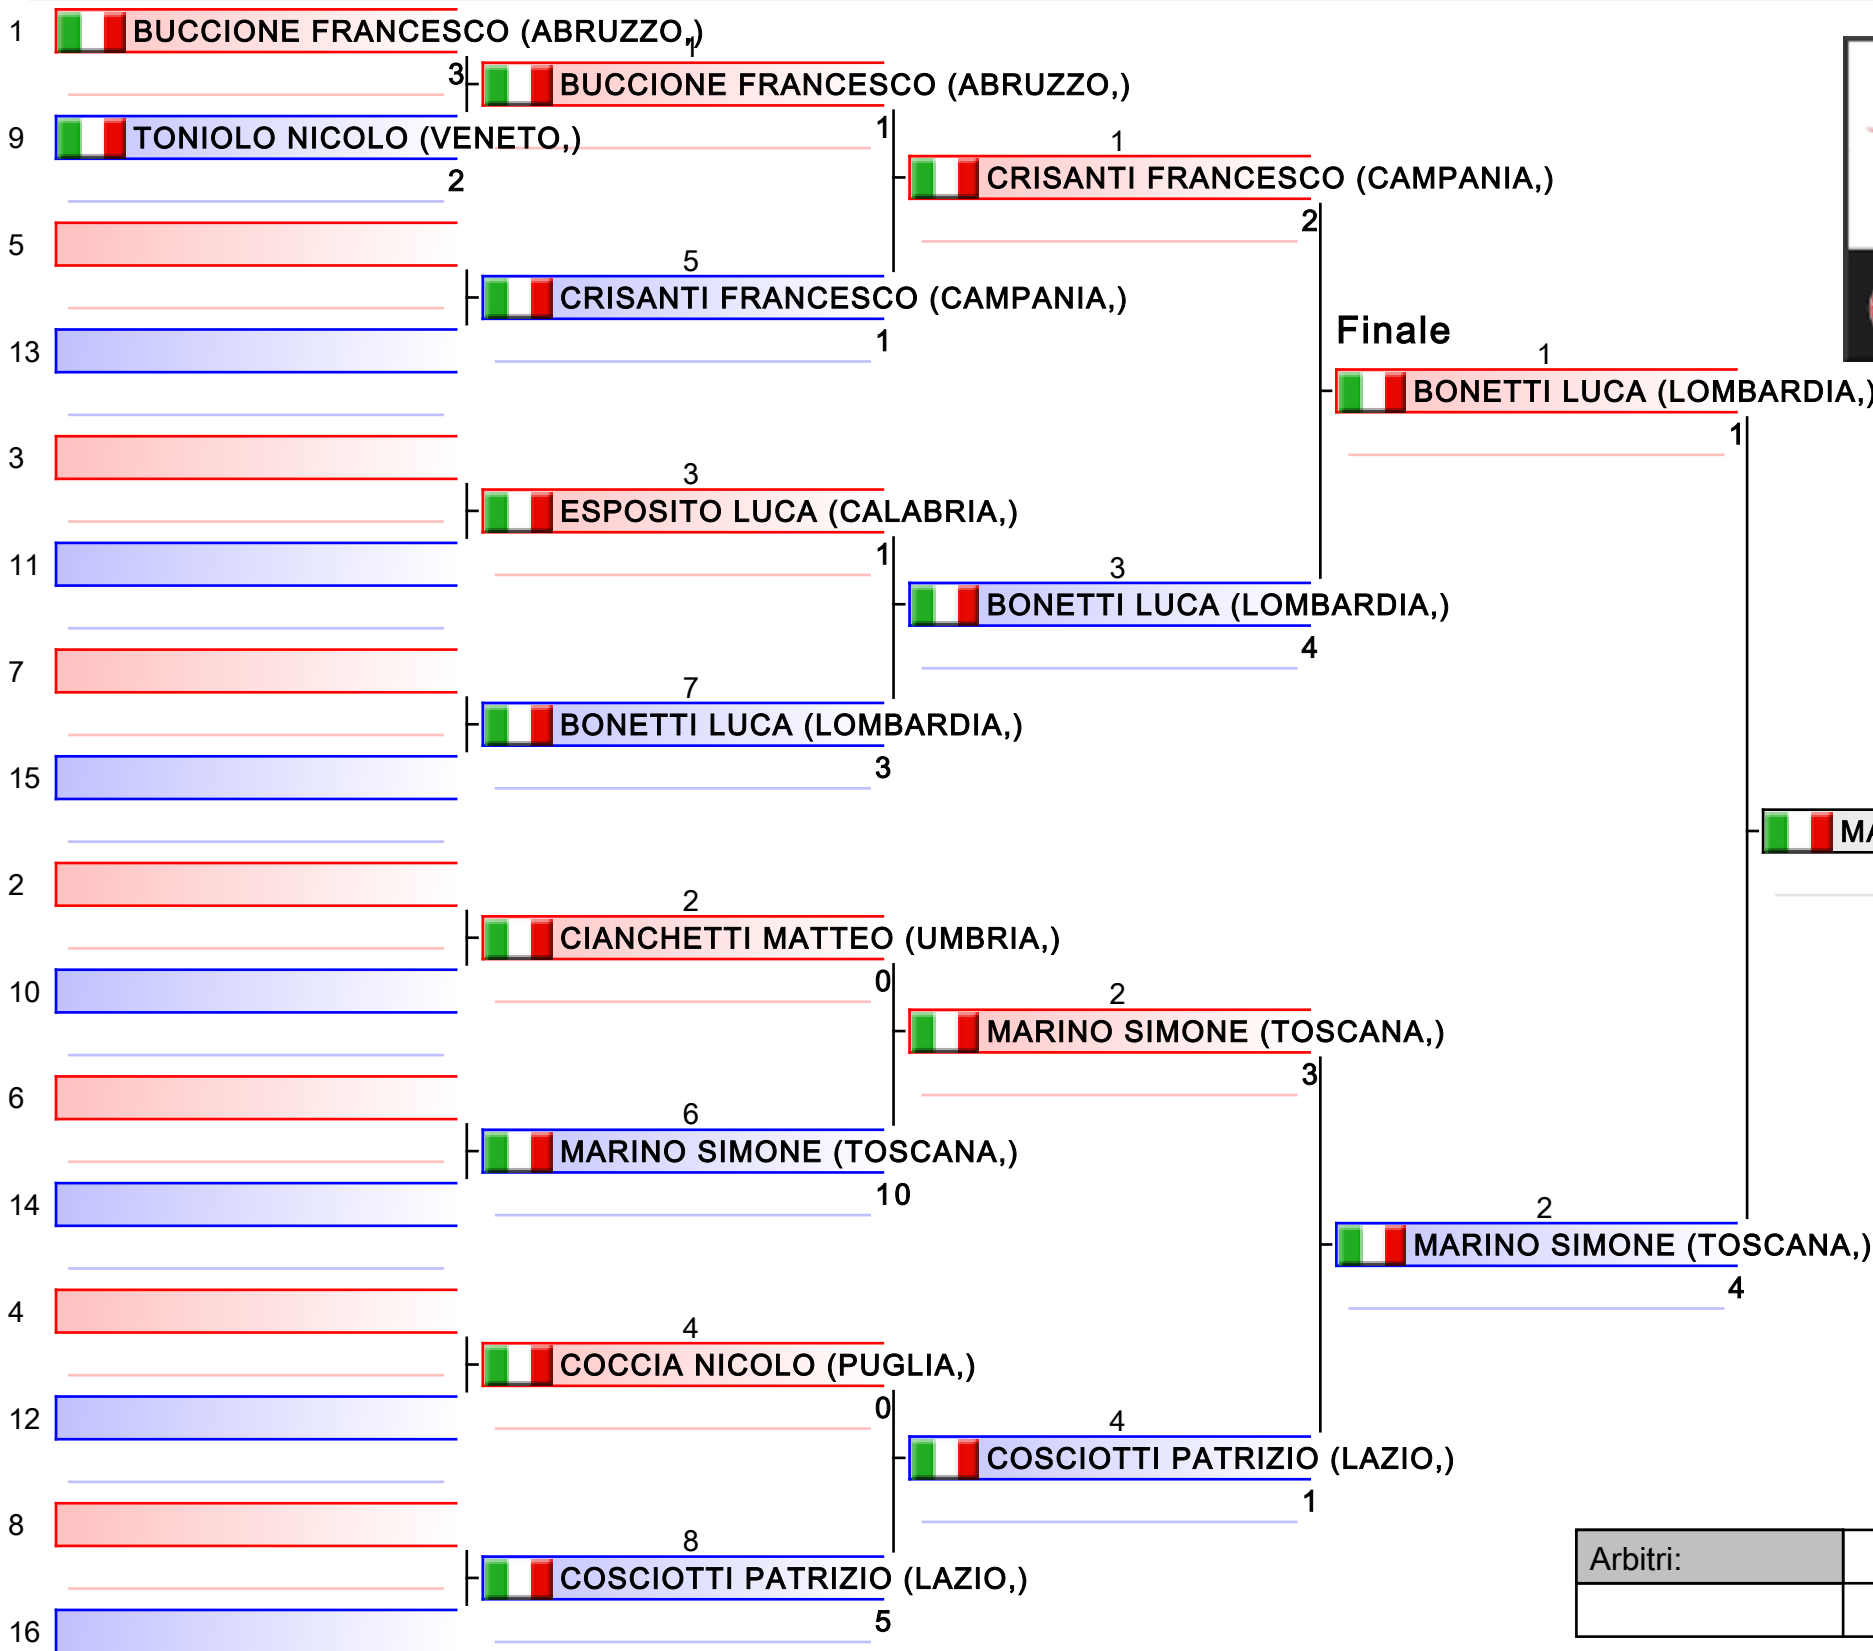 1 BUCCIONE FRANCESCO (ABRUZZO,)
3
1
BUCCIONE FRANCESCO (ABRUZZO,)
1
9 TONIOLO NICOLO (VENETO,)
2
1
CRISANTI FRANCESCO (CAMPANIA,)
2
5
5
CRISANTI FRANCESCO (CAMPANIA,)
1
13
Finale
1
BONETTI LUCA (LOMBARDIA,)
1
3
3
ESPOSITO LUCA (CALABRIA,)
1
11
3
BONETTI LUCA (LOMBARDIA,)
4
7
7
BONETTI LUCA (LOMBARDIA,)
3
15
MA
2
2
CIANCHETTI MATTEO (UMBRIA,)
0
10
2
MARINO SIMONE (TOSCANA,)
3
6
6
MARINO SIMONE (TOSCANA,)
10
14
2
MARINO SIMONE (TOSCANA,)
4
4
4
COCCIA NICOLO (PUGLIA,)
0
12
4
COSCIOTTI PATRIZIO (LAZIO,)
1
8
8
COSCIOTTI PATRIZIO (LAZIO,)
5
16
Arbitri: